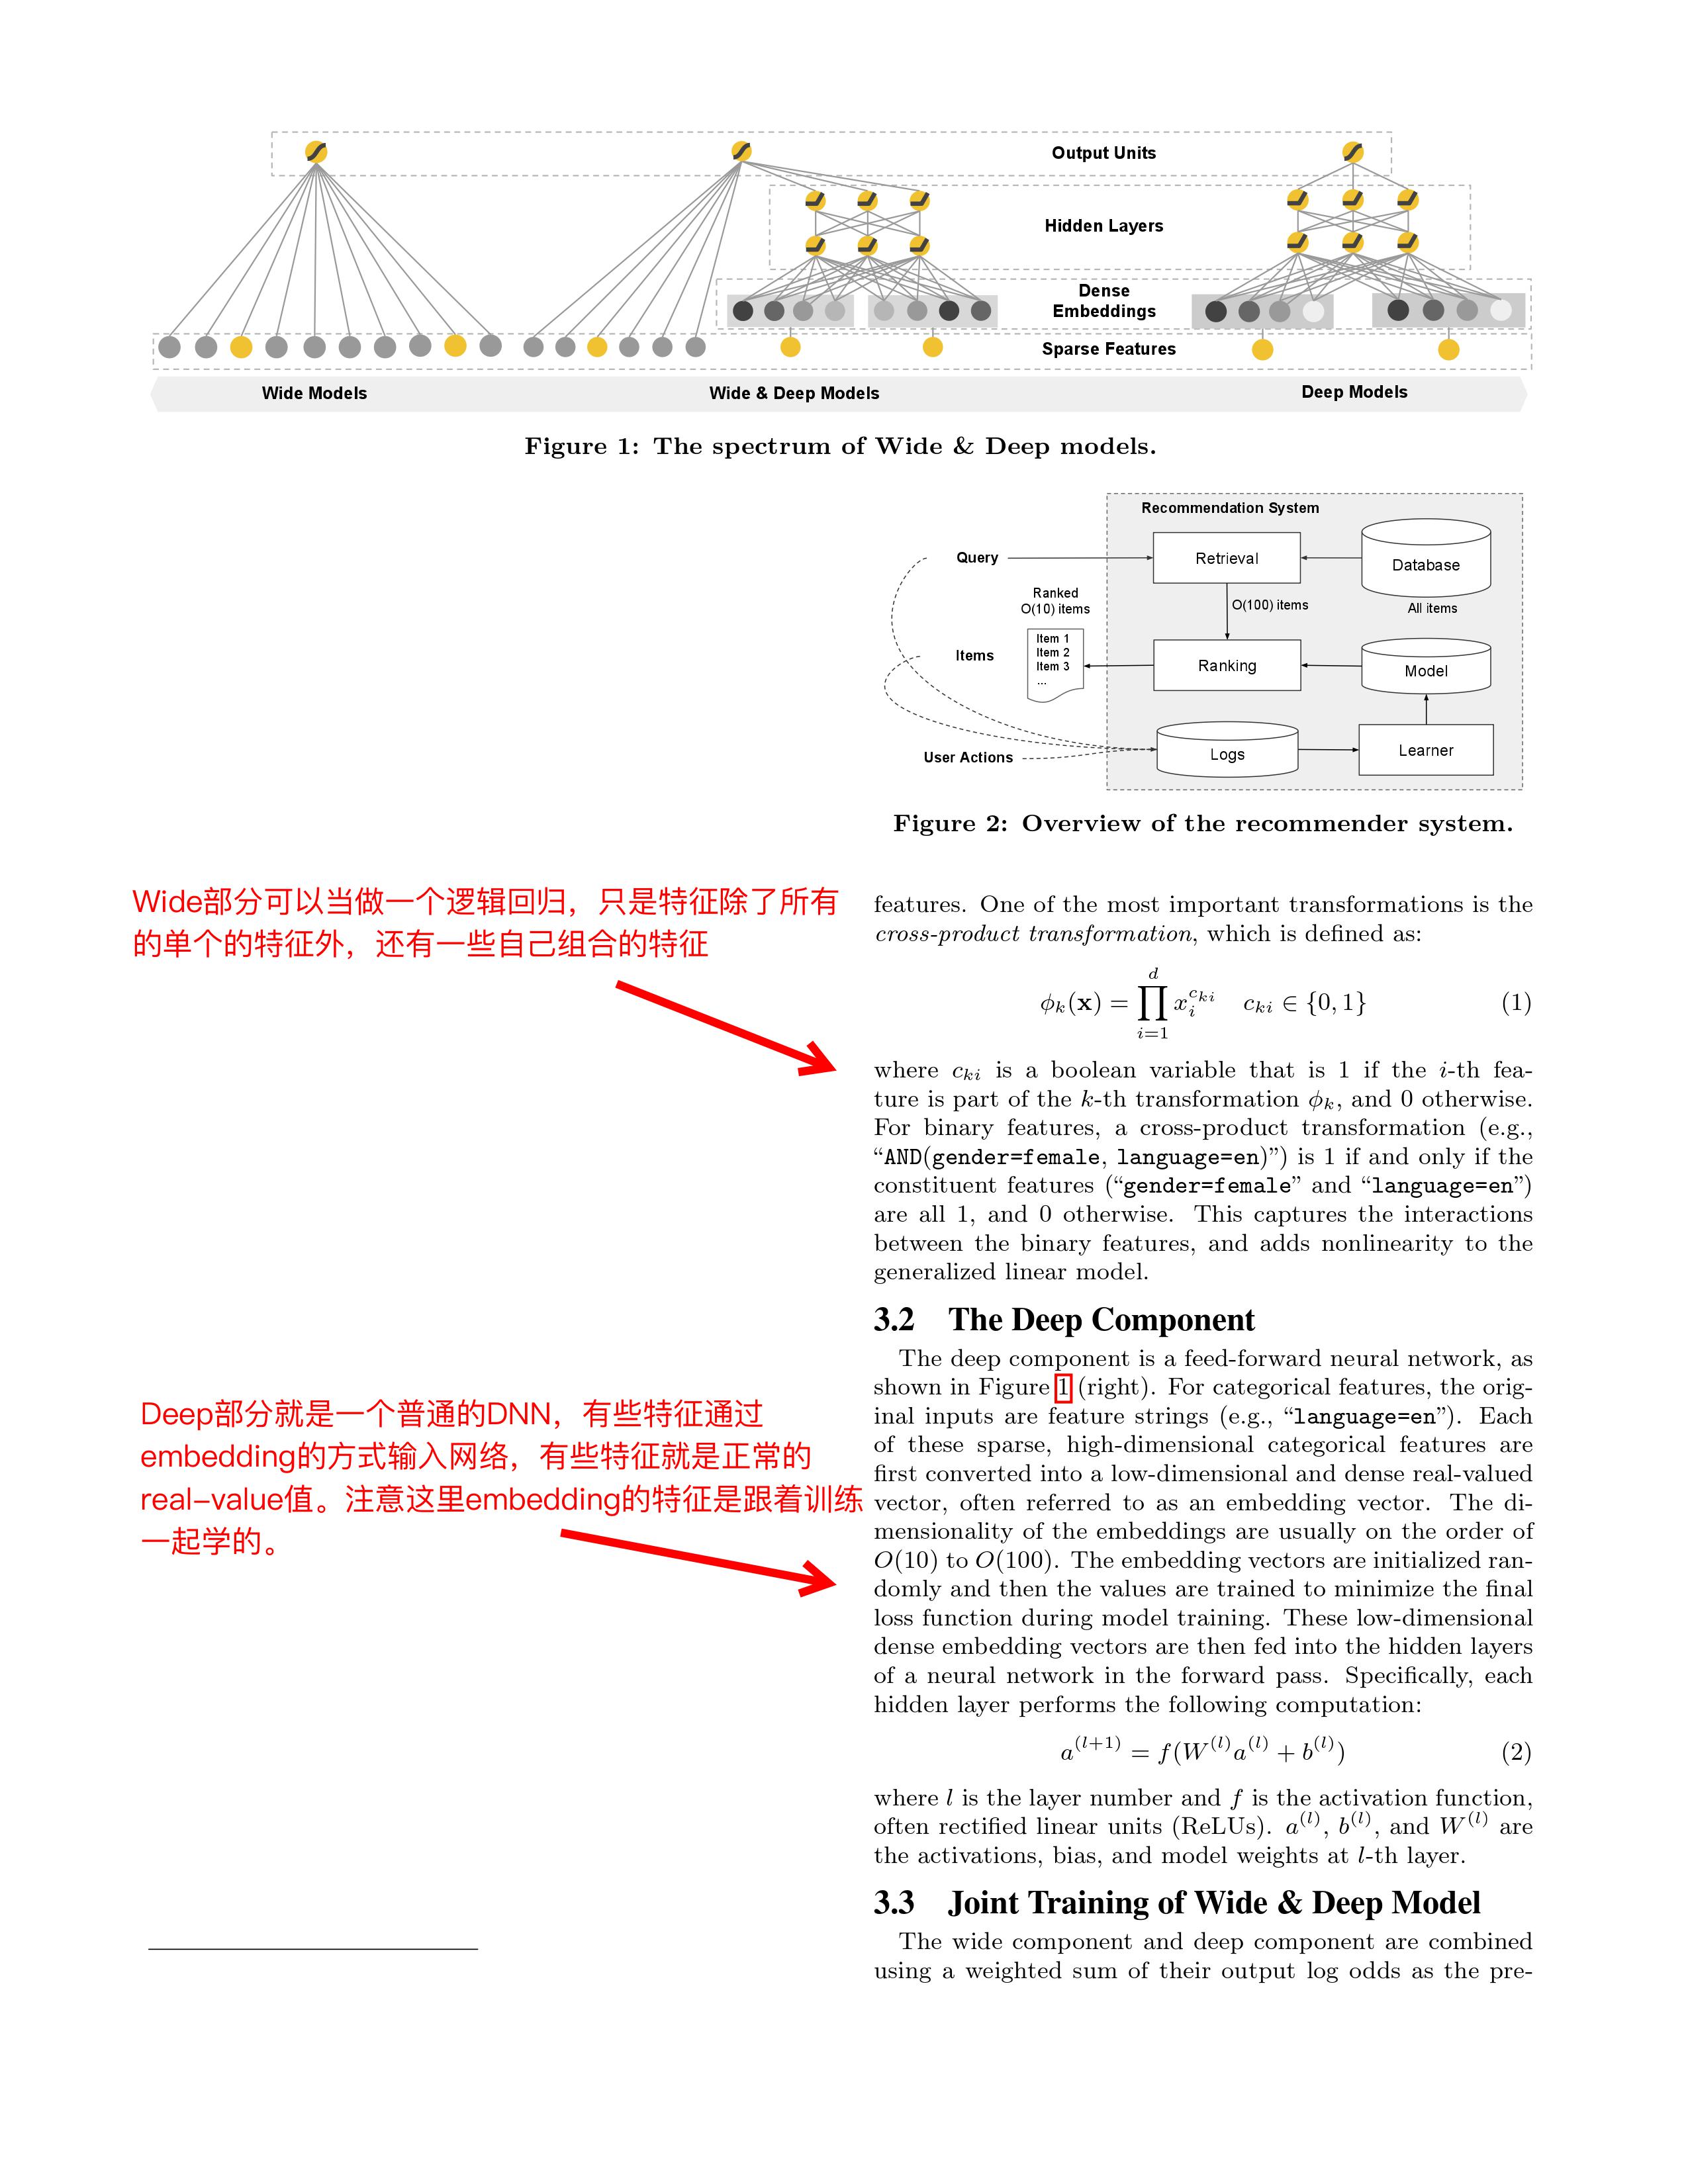 Output Units
Hidden Layers
Dense
Embeddings
Sparse Features
Wide Models
Wide & Deep Models
Deep Models
Figure 1: The spectrum of Wide & Deep models.
Recommendation System
Query
Retrieval
Database
Ranked
O(10) items
O(100) items
All items
Items
Item 1
Item 2
Item 3
...
Ranking
Model
User Actions
Logs
Learner
Figure 2: Overview of the recommender system.
Wide部分可以当做一个逻辑回归，只是特征除了所有
的单个的特征外，还有一些自己组合的特征
Deep部分就是一个普通的DNN，有些特征通过
embedding的方式输入网络，有些特征就是正常的
real-value值。注意这里embedding的特征是跟着训练
一起学的。
features. One of the most important transformations is the
cross-product transformation, which is defined as:
ϕ_k(x) = ∏_{i=1}^{d} x_i^{c_{ki}}   c_{ki} ∈ {0, 1}   (1)
where c_{ki} is a boolean variable that is 1 if the i-th fea-
ture is part of the k-th transformation ϕ_k, and 0 otherwise.
For binary features, a cross-product transformation (e.g.,
“AND(gender=female, language=en)”) is 1 if and only if the
constituent features (“gender=female” and “language=en”)
are all 1, and 0 otherwise. This captures the interactions
between the binary features, and adds nonlinearity to the
generalized linear model.
3.2 The Deep Component
The deep component is a feed-forward neural network, as
shown in Figure 1 (right). For categorical features, the orig-
inal inputs are feature strings (e.g., “language=en”). Each
of these sparse, high-dimensional categorical features are
first converted into a low-dimensional and dense real-valued
vector, often referred to as an embedding vector. The di-
mensionality of the embeddings are usually on the order of
O(10) to O(100). The embedding vectors are initialized ran-
domly and then the values are trained to minimize the final
loss function during model training. These low-dimensional
dense embedding vectors are then fed into the hidden layers
of a neural network in the forward pass. Specifically, each
hidden layer performs the following computation:
a^{(l+1)} = f(W^{(l)}a^{(l)} + b^{(l)})   (2)
where l is the layer number and f is the activation function,
often rectified linear units (ReLUs). a^{(l)}, b^{(l)}, and W^{(l)} are
the activations, bias, and model weights at l-th layer.
3.3 Joint Training of Wide & Deep Model
The wide component and deep component are combined
using a weighted sum of their output log odds as the pre-